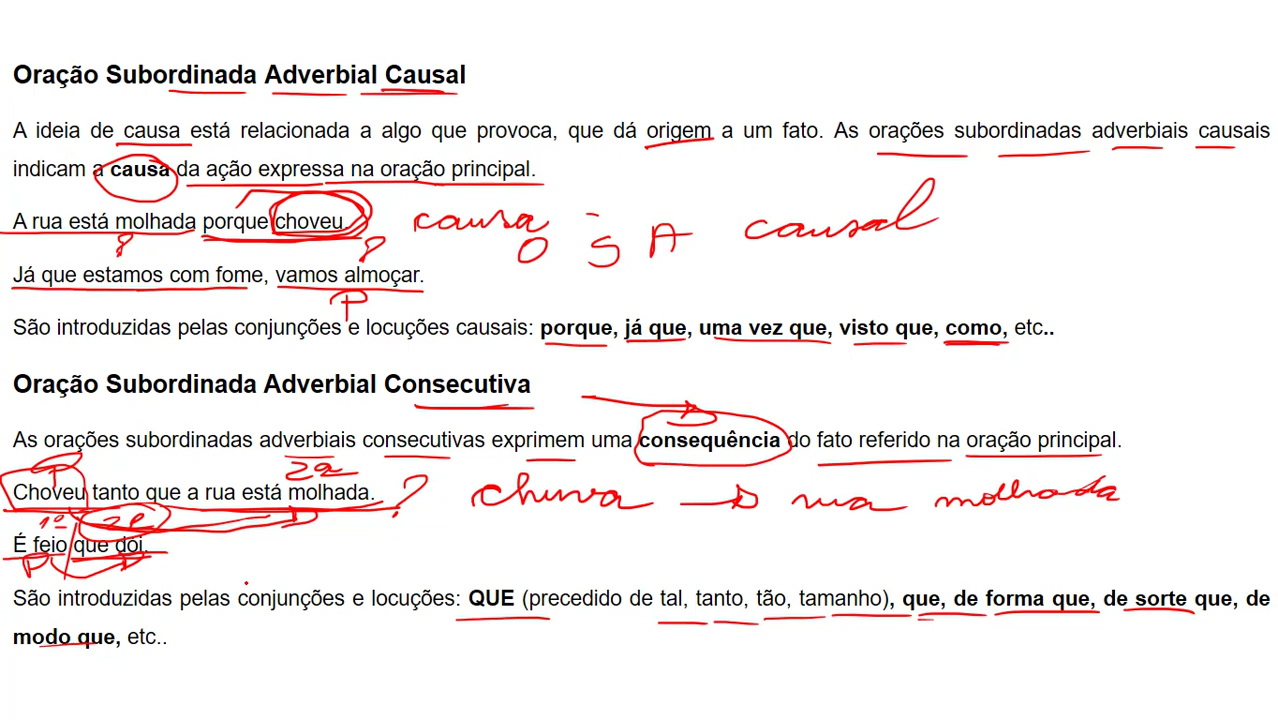 Oração Subordinada Adverbial Causal
A ideia de causa está relacionada a algo que provoca, que dá origem a um fato. As orações subordinadas adverbiais causais
indicam a causa da ação expressa na oração principal.
A rua está molhada porque choveu. causa O S A causal
Já que estamos com fome, vamos almoçar.
P
São introduzidas pelas conjunções e locuções causais: porque, já que, uma vez que, visto que, como, etc..
Oração Subordinada Adverbial Consecutiva
As orações subordinadas adverbiais consecutivas exprimem uma consequência do fato referido na oração principal.
2a
Choveu tanto que a rua está molhada. ? chuva → rua molhada
1º
É feio que dói.
P
São introduzidas pelas conjunções e locuções: QUE (precedido de tal, tanto, tão, tamanho), que, de forma que, de sorte que, de
modo que, etc..